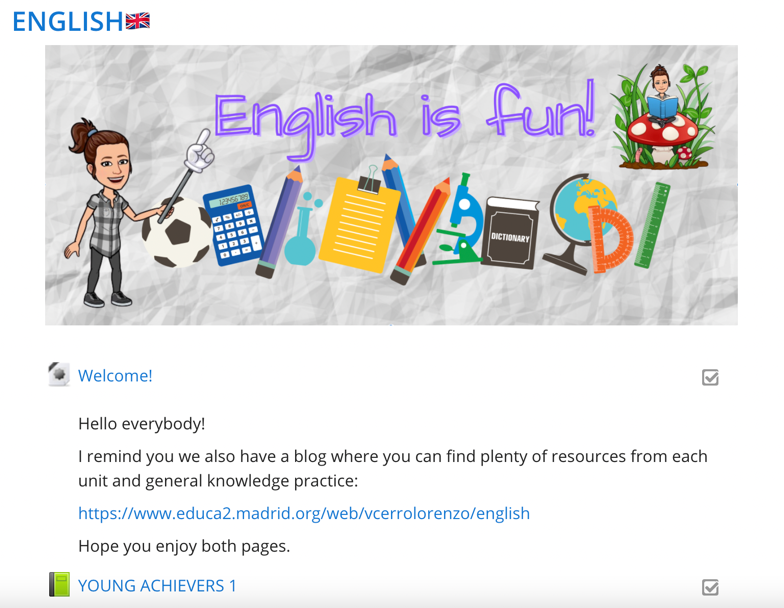 ENGLISH
English is fun!
DICTIONARY
Welcome!
Hello everybody!
I remind you we also have a blog where you can find plenty of resources from each
unit and general knowledge practice:
https://www.educa2.madrid.org/web/vcerrolorenzo/english
Hope you enjoy both pages.
YOUNG ACHIEVERS 1